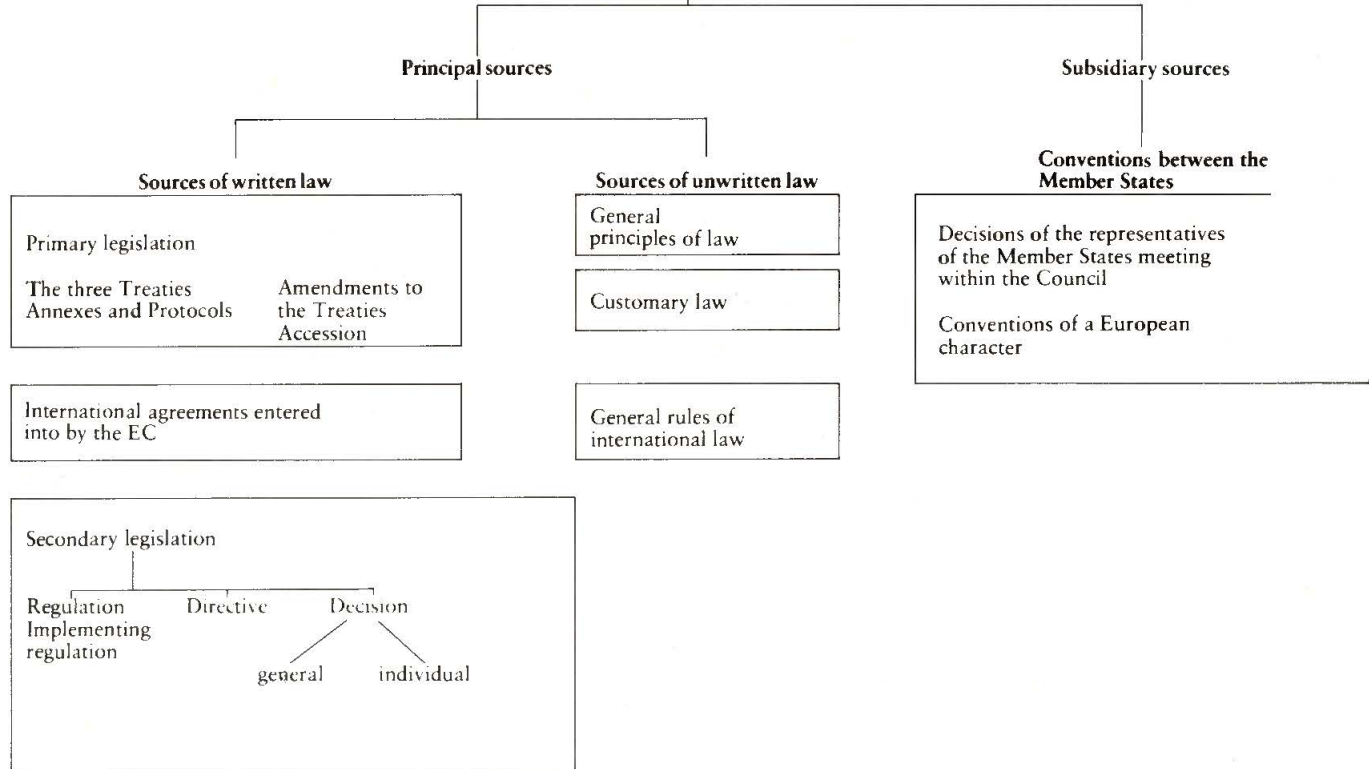 Principal sources
Subsidiary sources
Sources of written law
Primary legislation
The three Treaties
Annexes and Protocols
Amendments to
the Treaties
Accession
International agreements entered
into by the EC
Secondary legislation
Regulation
Implementing
regulation
Directive
Decision
general
individual
Sources of unwritten law
General
principles of law
Customary law
General rules of
international law
Conventions between the
Member States
Decisions of the representatives
of the Member States meeting
within the Council
Conventions of a European
character